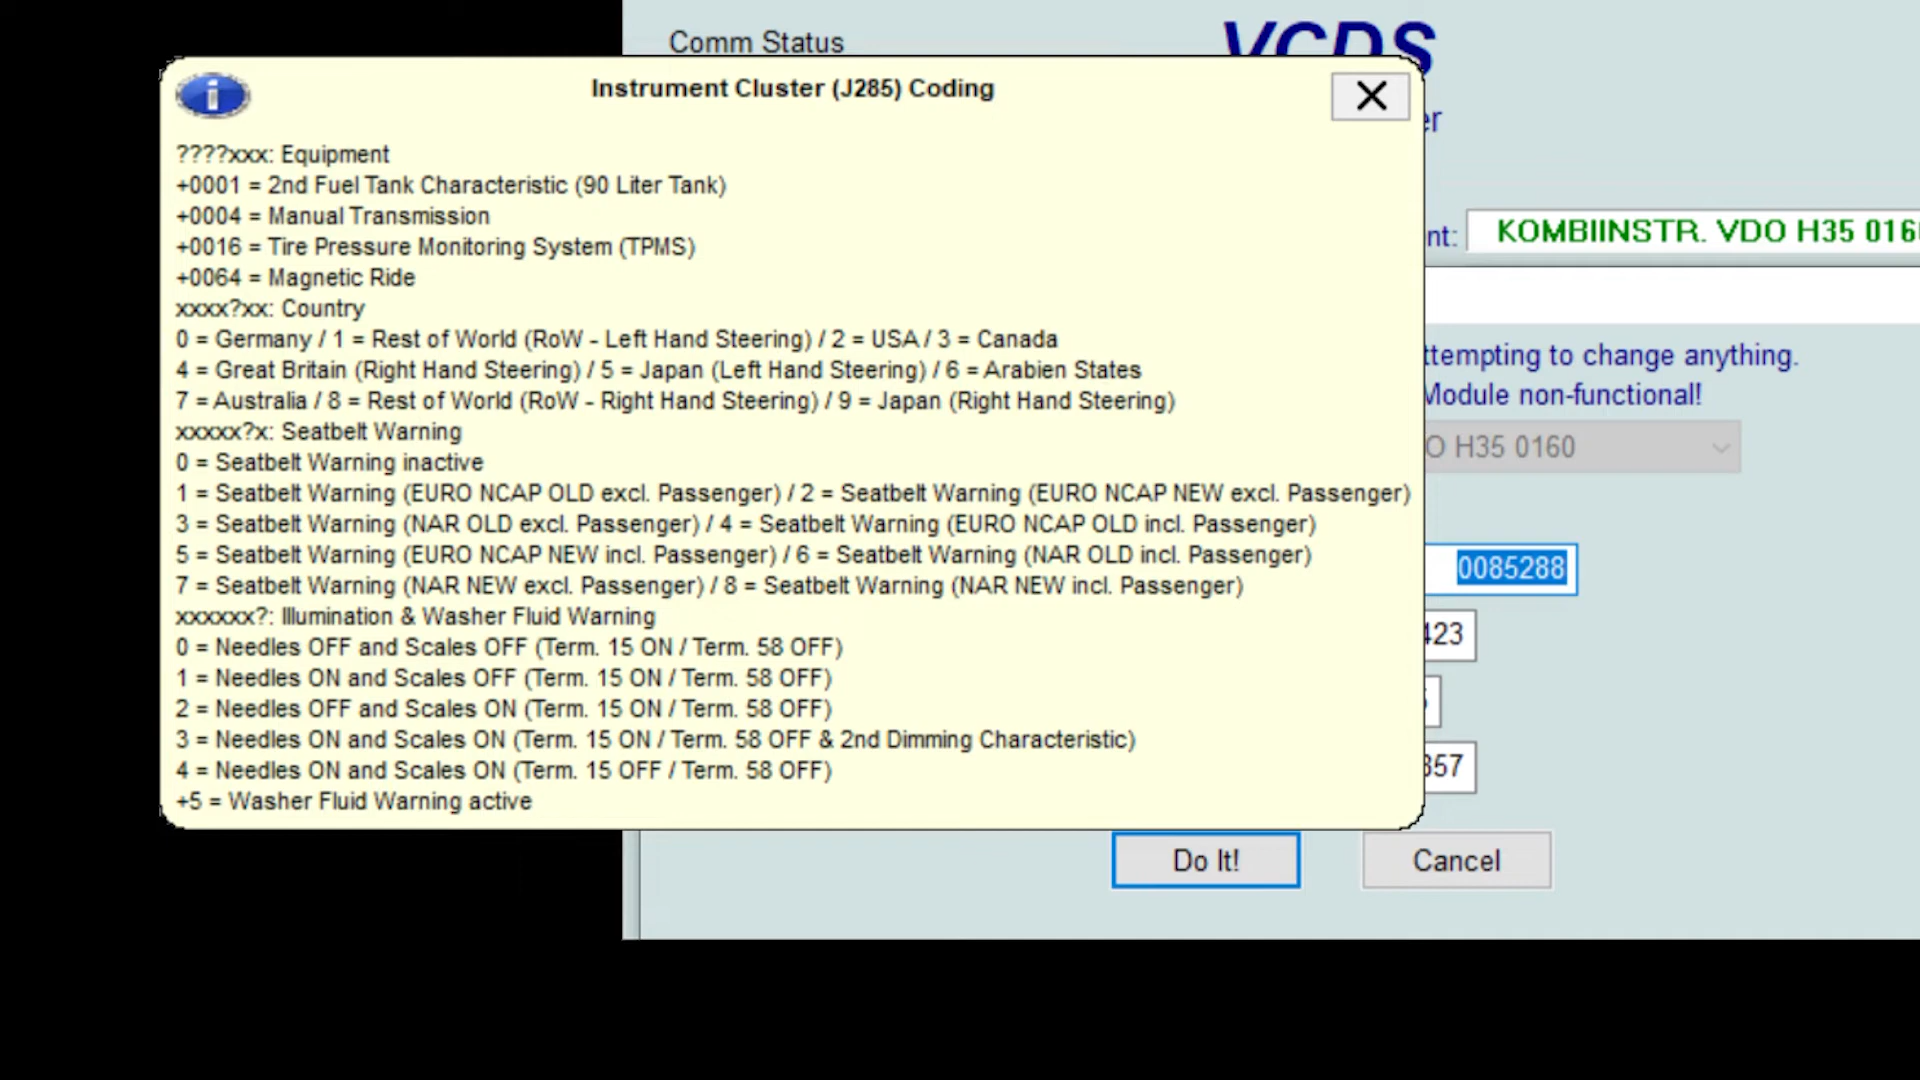 Comm Status
VCDS
Instrument Cluster (J285) Coding
????xxx: Equipment
+0001 = 2nd Fuel Tank Characteristic (90 Liter Tank)
+0004 = Manual Transmission
+0016 = Tire Pressure Monitoring System (TPMS)
+0064 = Magnetic Ride
xxxx?xx: Country
0 = Germany / 1 = Rest of World (RoW - Left Hand Steering) / 2 = USA / 3 = Canada
4 = Great Britain (Right Hand Steering) / 5 = Japan (Left Hand Steering) / 6 = Arabien States
7 = Australia / 8 = Rest of World (RoW - Right Hand Steering) / 9 = Japan (Right Hand Steering)
xxxxx?x: Seatbelt Warning
0 = Seatbelt Warning inactive
1 = Seatbelt Warning (EURO NCAP OLD excl. Passenger) / 2 = Seatbelt Warning (EURO NCAP NEW excl. Passenger)
3 = Seatbelt Warning (NAR OLD excl. Passenger) / 4 = Seatbelt Warning (EURO NCAP OLD incl. Passenger)
5 = Seatbelt Warning (EURO NCAP NEW incl. Passenger) / 6 = Seatbelt Warning (NAR OLD incl. Passenger)
7 = Seatbelt Warning (NAR NEW excl. Passenger) / 8 = Seatbelt Warning (NAR NEW incl. Passenger)
xxxxxx?: Illumination & Washer Fluid Warning
0 = Needles OFF and Scales OFF (Term. 15 ON / Term. 58 OFF)
1 = Needles ON and Scales OFF (Term. 15 ON / Term. 58 OFF)
2 = Needles OFF and Scales ON (Term. 15 ON / Term. 58 OFF)
3 = Needles ON and Scales ON (Term. 15 ON / Term. 58 OFF & 2nd Dimming Characteristic)
4 = Needles ON and Scales ON (Term. 15 OFF / Term. 58 OFF)
+5 = Washer Fluid Warning active
er
nt: KOMBIINSTR. VDO H35 016
ttempting to change anything.
Module non-functional!
O H35 0160
0085288
423
357
Do It! Cancel